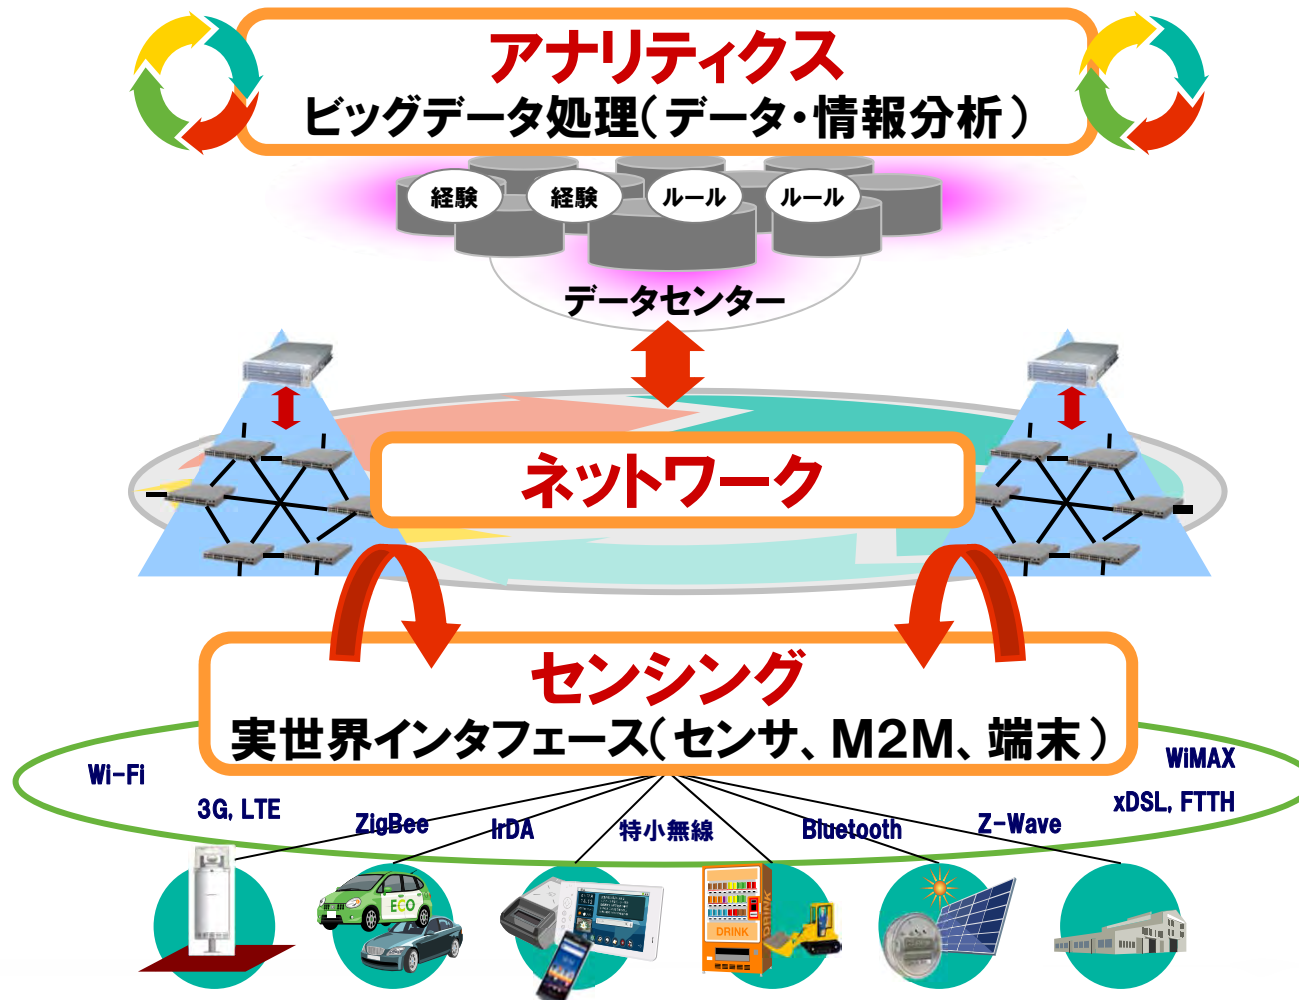 アナリティクス
ビッグデータ処理(データ・情報分析)
経験
経験
ルール
ルール
データセンター
ネットワーク
センシング
実世界インタフェース(センサ、M2M、端末)
Wi-Fi
WiMAX
3G, LTE
xDSL, FTTH
ZigBee
IrDA
特小無線
Bluetooth
Z-Wave
ECO
DRINK
DRINK